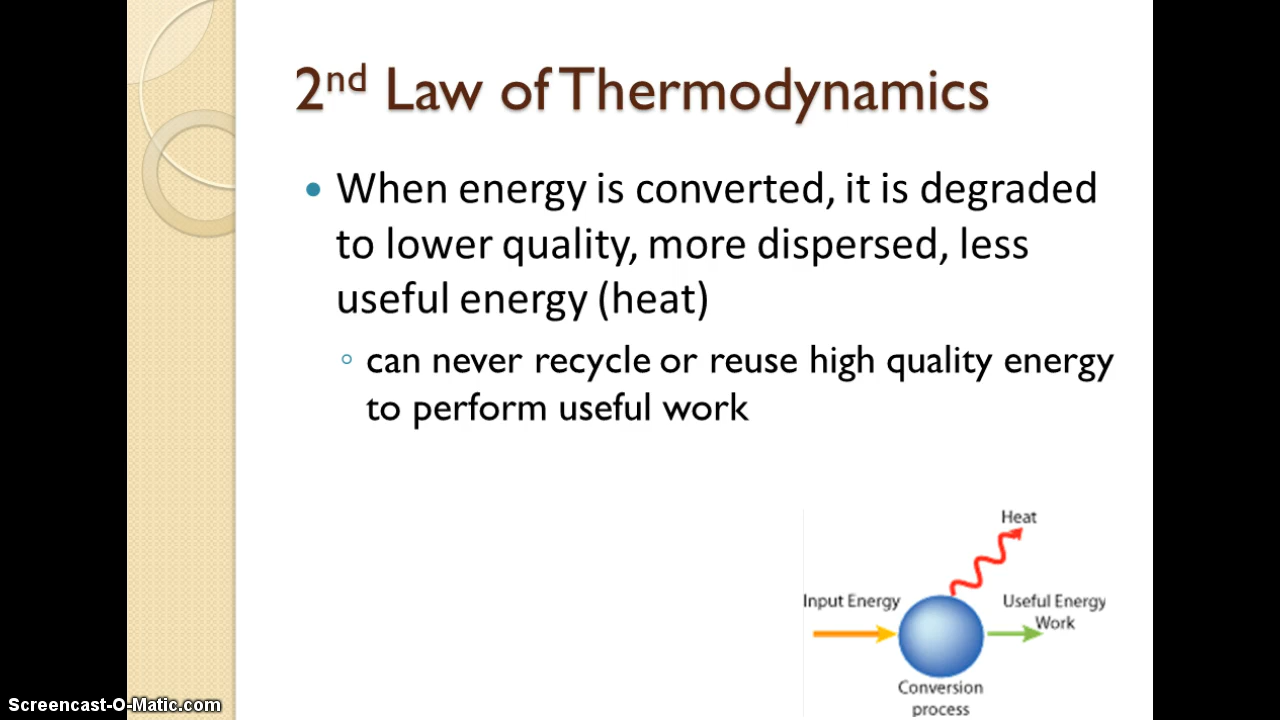 2nd Law of Thermodynamics
When energy is converted, it is degraded
to lower quality, more dispersed, less
useful energy (heat)
can never recycle or reuse high quality energy
to perform useful work
Heat
Input Energy
Useful Energy
Work
Conversion
process
Screencast-O-Matic.com